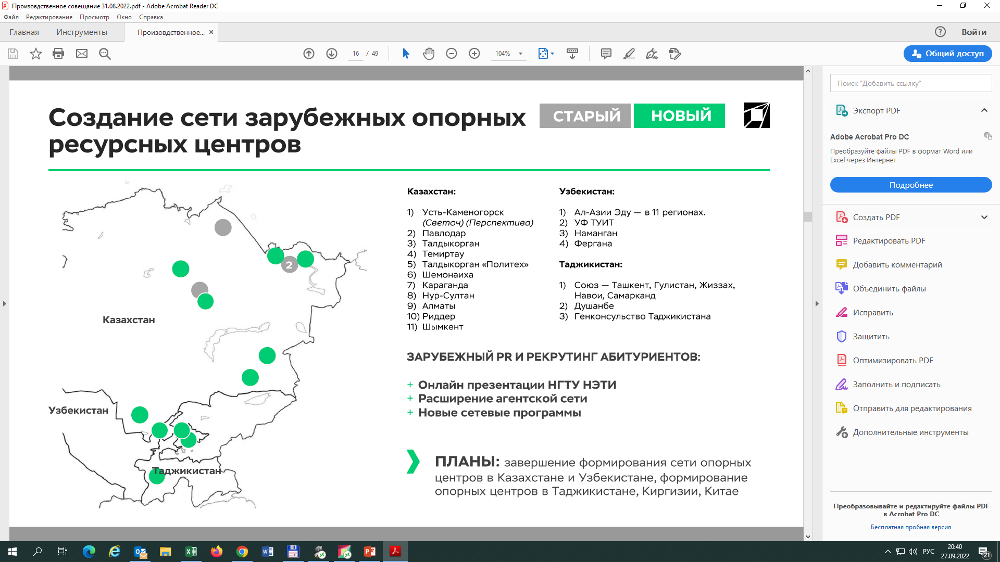 Произовдственное совещание 31.08.2022.pdf - Adobe Acrobat Reader DC
Файл Редактирование Просмотр Окно Справка
Главная Инструменты Произовдственное... × Войти
16 / 49 104% Общий доступ
Создание сети зарубежных опорных
ресурсных центров
СТАРЫЙ НОВЫЙ
2
Казахстан
Узбекистан
Таджикистан
Казахстан:
1) Усть-Каменогорск
(Светоч) (Перспектива)
2) Павлодар
3) Талдыкорган
4) Темиртау
5) Талдыкорган «Политех»
6) Шемонаиха
7) Караганда
8) Нур-Султан
9) Алматы
10) Риддер
11) Шымкент
Узбекистан:
1) Ал-Азии Эду — в 11 регионах.
2) УФ ТУИТ
3) Наманган
4) Фергана
Таджикистан:
1) Союз — Ташкент, Гулистан, Жиззах,
Навои, Самарканд
2) Душанбе
3) Генконсульство Таджикистана
ЗАРУБЕЖНЫЙ PR И РЕКРУТИНГ АБИТУРИЕНТОВ:
+ Онлайн презентации НГТУ НЭТИ
+ Расширение агентской сети
+ Новые сетевые программы
ПЛАНЫ: завершение формирования сети опорных
центров в Казахстане и Узбекистане, формирование
опорных центров в Таджикистане, Киргизии, Китае
Поиск "Добавить ссылку"
Экспорт PDF
Adobe Acrobat Pro DC
Преобразуйте файлы PDF в формат Word или
Excel через Интернет
Подробнее
Создать PDF
Редактировать PDF
Добавить комментарий
Объединить файлы
Исправить
Защитить
Оптимизировать PDF
Заполнить и подписать
Отправить для редактирования
Дополнительные инструменты
Преобразовывайте и редактируйте файлы PDF
в Acrobat Pro DC
Бесплатная пробная версия
РУС
20:40
27.09.2022
21